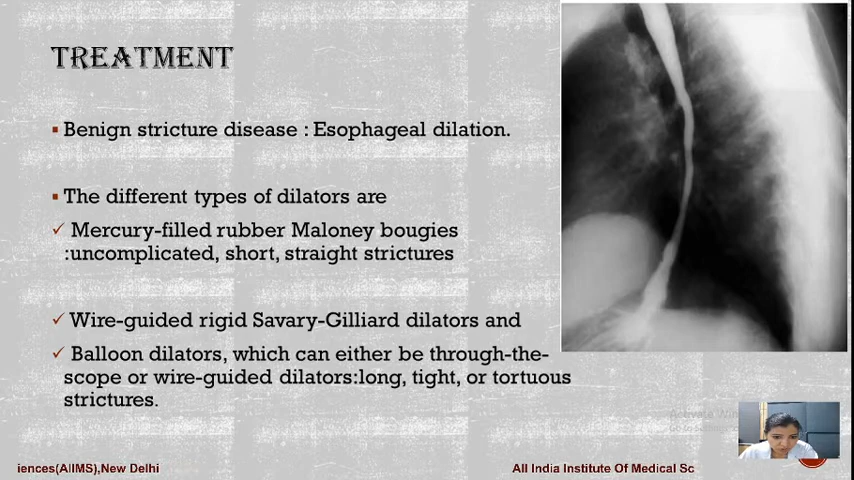 TREATMENT
▪ Benign stricture disease : Esophageal dilation.
▪ The different types of dilators are
✓ Mercury-filled rubber Maloney bougies
:uncomplicated, short, straight strictures
✓ Wire-guided rigid Savary-Gilliard dilators and
✓ Balloon dilators, which can either be through-the-
scope or wire-guided dilators:long, tight, or tortuous
strictures.
Activate Win
iences(AIIMS),New Delhi
All India Institute Of Medical Sc